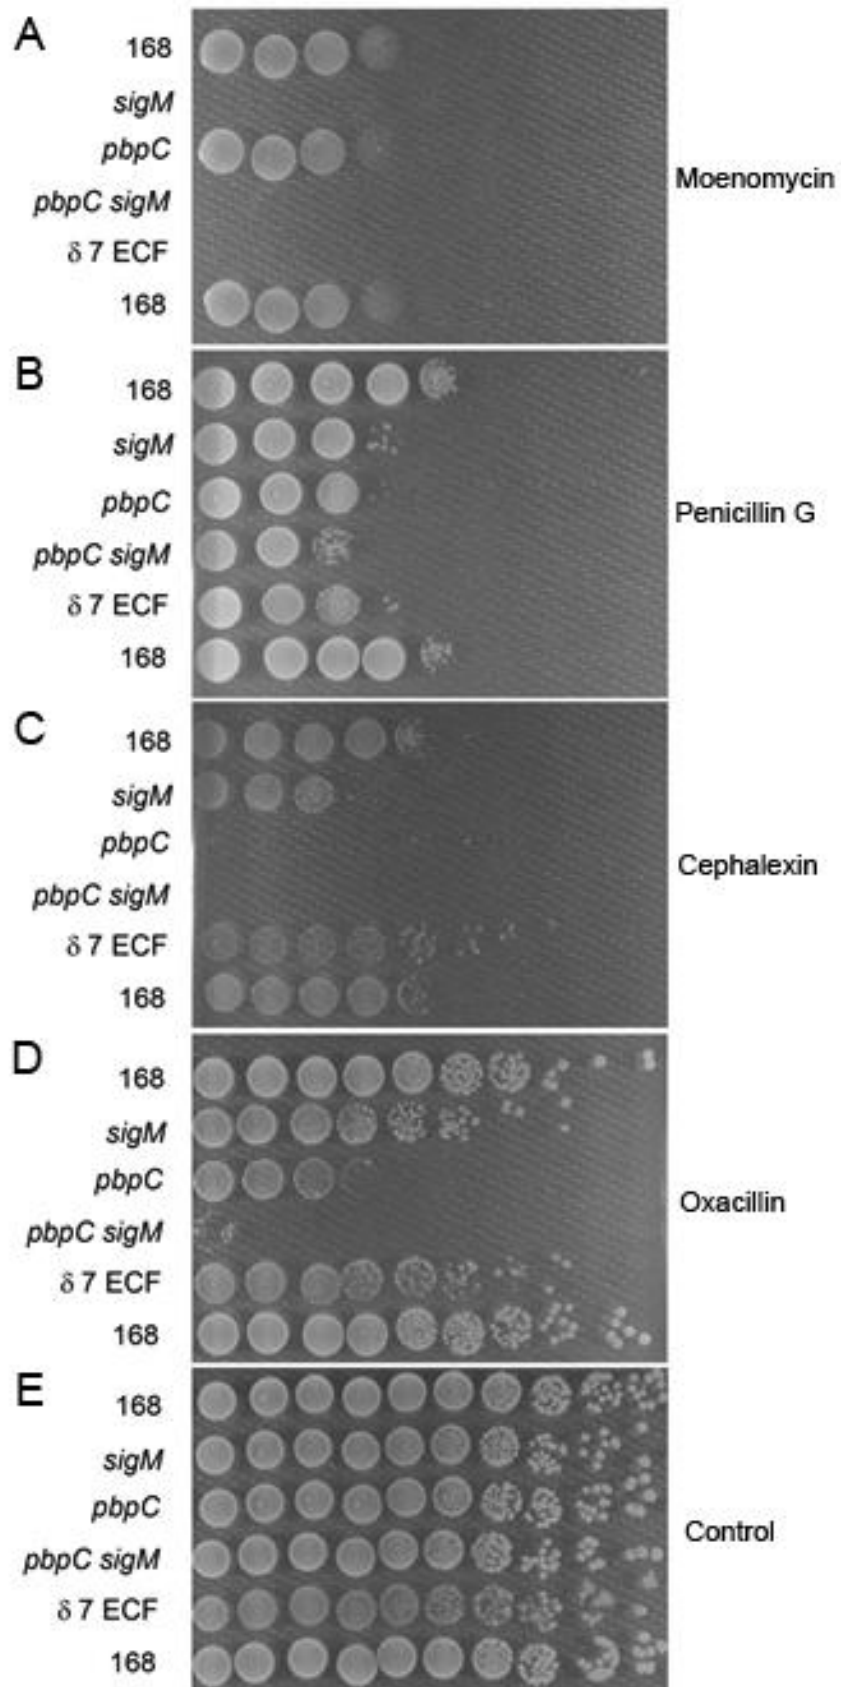 A
168
sigM
pbpC
pbpC sigM
δ 7 ECF
168
Moenomycin
B
168
sigM
pbpC
pbpC sigM
δ 7 ECF
168
Penicillin G
C
168
sigM
pbpC
pbpC sigM
δ 7 ECF
168
Cephalexin
D
168
sigM
pbpC
pbpC sigM
δ 7 ECF
168
Oxacillin
E
168
sigM
pbpC
pbpC sigM
δ 7 ECF
168
Control